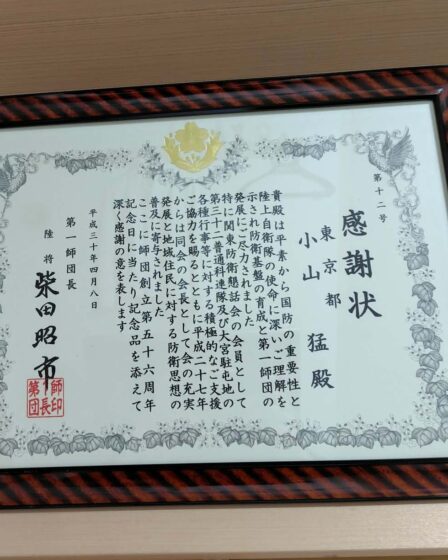 第十二号
感謝状
東京都
小山猛殿
貴殿は平素から国防の重要性と
陸上自衛隊の使命に深いご理解を
示され防衛基盤の育成と第一師団の
発展にご尽力されました
特に関東防衛懇話会の会員として
第三十二普通科連隊及び大宮駐屯地の
各種行事等に対する積極的なご支援
ご協力を賜るとともに平成二十七年
からは同会の会長として会の充実
発展と地域住民に対する防衛思想の
普及に寄与されました
ここに師団創立第五十六周年
記念日に当たり記念品を添えて
深く感謝の意を表します
平成三十年四月八日
第一師団長
陸将 柴田昭市
第一師団長印